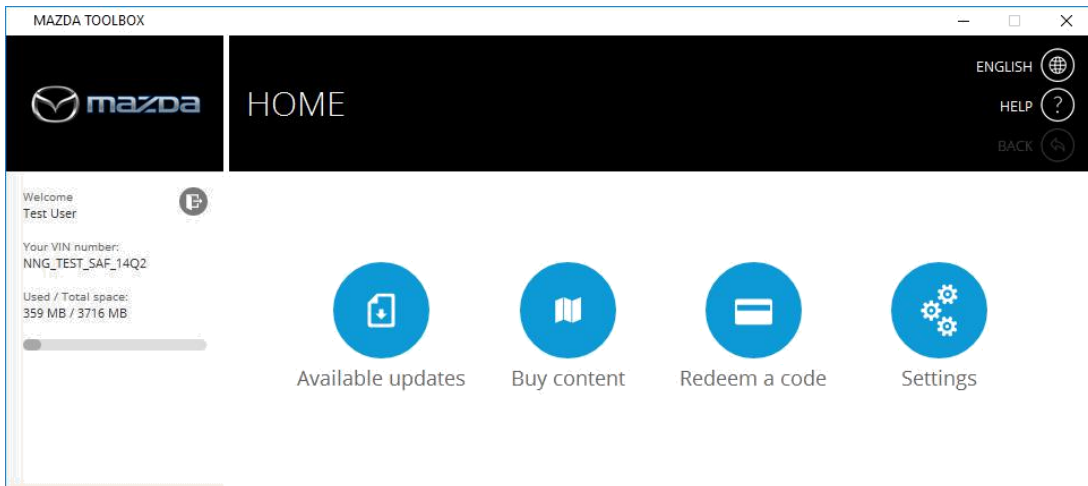 MAZDA TOOLBOX
mazda
HOME
ENGLISH
HELP
BACK
Welcome
Test User
Your VIN number:
NNG_TEST_SAF_14Q2
Used / Total space:
359 MB / 3716 MB
Available updates
Buy content
Redeem a code
Settings